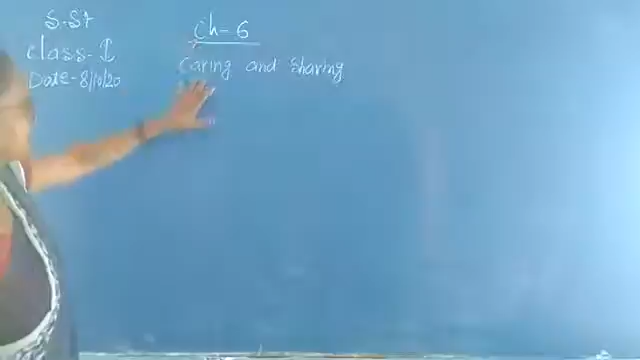 S.St
Class-I
Date-8/10/20
Ch-6
Caring and Sharing